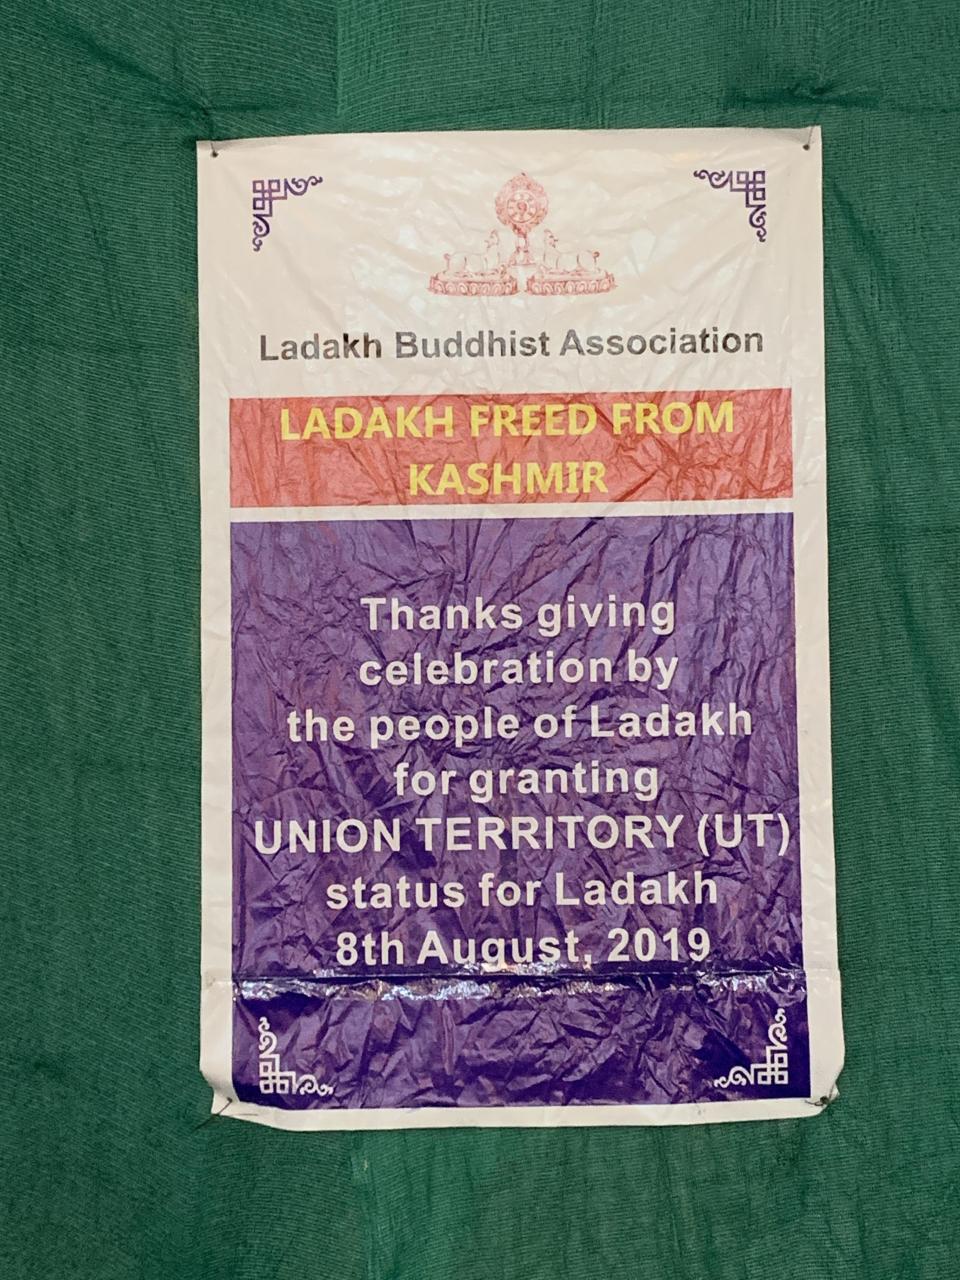 Ladakh Buddhist Association
LADAKH FREED FROM
KASHMIR
Thanks giving
celebration by
the people of Ladakh
for granting
UNION TERRITORY (UT)
status for Ladakh
8th August, 2019